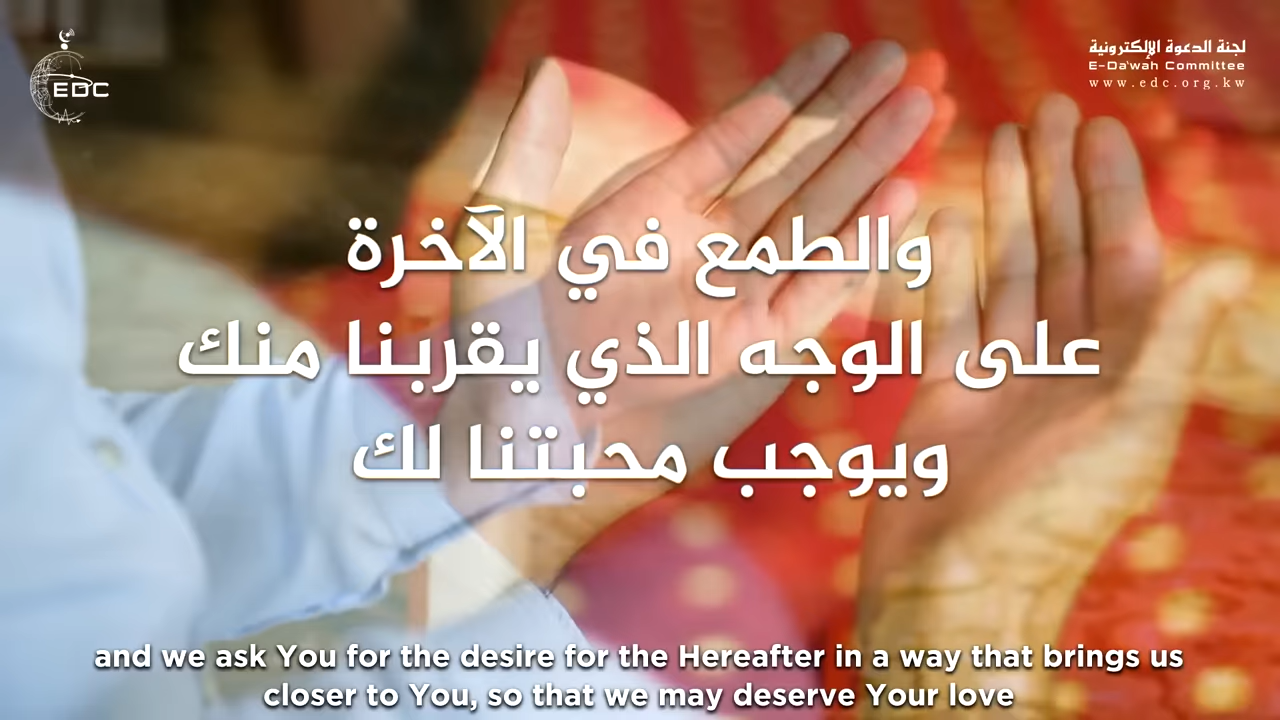 EDC
لجنة الدعوة الإلكترونية
E-Da'wah Committee
www.edc.org.kw
والطمع في الآخرة
على الوجه الذي يقربنا منك
ويوجب محبتنا لك
and we ask You for the desire for the Hereafter in a way that brings us
closer to You, so that we may deserve Your love